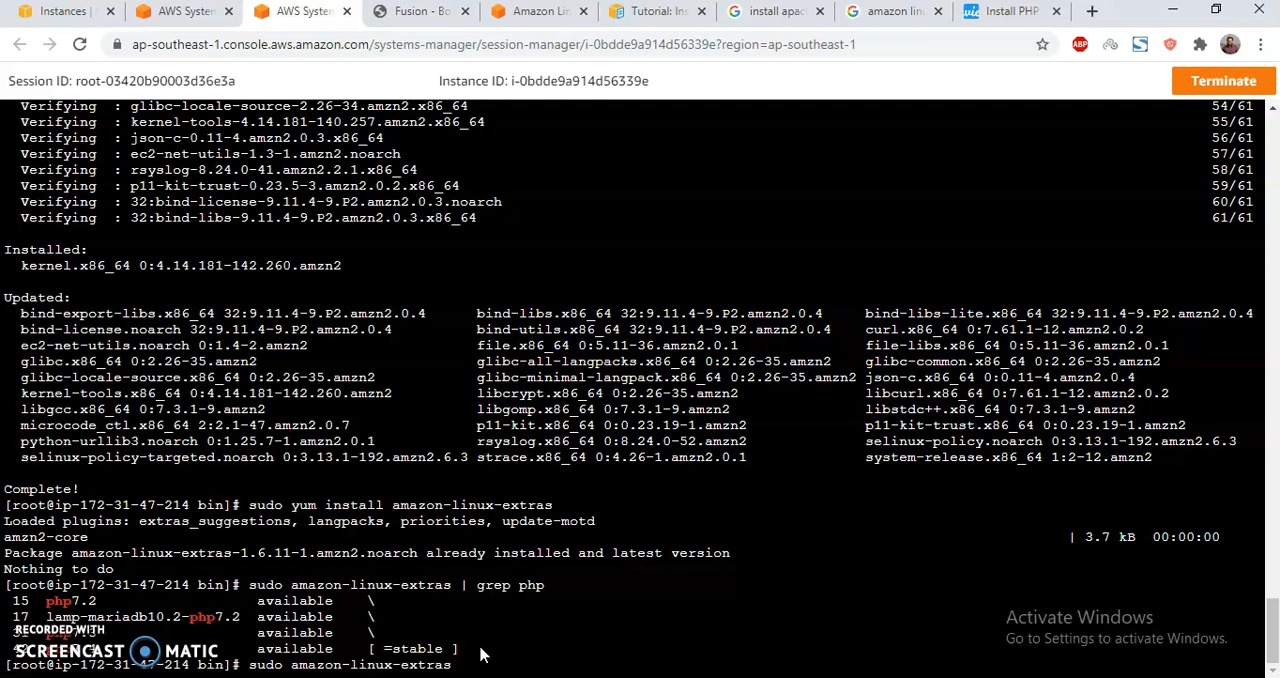 Instances |
AWS System
AWS System
Fusion - Bo
Amazon Lin
Tutorial: Ins
install apac
amazon linu
Install PHP
ap-southeast-1.console.aws.amazon.com/systems-manager/session-manager/i-0bdde9a914d56339e?region=ap-southeast-1
ABP
Session ID: root-03420b90003d36e3a Instance ID: i-0bdde9a914d56339e Terminate
Verifying : glibc-locale-source-2.26-34.amzn2.x86_64 54/61
Verifying : kernel-tools-4.14.181-140.257.amzn2.x86_64 55/61
Verifying : json-c-0.11-4.amzn2.0.3.x86_64 56/61
Verifying : ec2-net-utils-1.3-1.amzn2.noarch 57/61
Verifying : rsyslog-8.24.0-41.amzn2.2.1.x86_64 58/61
Verifying : p11-kit-trust-0.23.5-3.amzn2.0.2.x86_64 59/61
Verifying : 32:bind-license-9.11.4-9.P2.amzn2.0.3.noarch 60/61
Verifying : 32:bind-libs-9.11.4-9.P2.amzn2.0.3.x86_64 61/61
Installed:
kernel.x86_64 0:4.14.181-142.260.amzn2
Updated:
bind-export-libs.x86_64 32:9.11.4-9.P2.amzn2.0.4 bind-libs.x86_64 32:9.11.4-9.P2.amzn2.0.4 bind-libs-lite.x86_64 32:9.11.4-9.P2.amzn2.0.4
bind-license.noarch 32:9.11.4-9.P2.amzn2.0.4 bind-utils.x86_64 32:9.11.4-9.P2.amzn2.0.4 curl.x86_64 0:7.61.1-12.amzn2.0.2
ec2-net-utils.noarch 0:1.4-2.amzn2 file.x86_64 0:5.11-36.amzn2.0.1 file-libs.x86_64 0:5.11-36.amzn2.0.1
glibc.x86_64 0:2.26-35.amzn2 glibc-all-langpacks.x86_64 0:2.26-35.amzn2 glibc-common.x86_64 0:2.26-35.amzn2
glibc-locale-source.x86_64 0:2.26-35.amzn2 glibc-minimal-langpack.x86_64 0:2.26-35.amzn2 json-c.x86_64 0:0.11-4.amzn2.0.4
kernel-tools.x86_64 0:4.14.181-142.260.amzn2 libcrypt.x86_64 0:2.26-35.amzn2 libcurl.x86_64 0:7.61.1-12.amzn2.0.2
libgcc.x86_64 0:7.3.1-9.amzn2 libgomp.x86_64 0:7.3.1-9.amzn2 libstdc++.x86_64 0:7.3.1-9.amzn2
microcode_ctl.x86_64 2:2.1-47.amzn2.0.7 p11-kit.x86_64 0:0.23.19-1.amzn2 p11-kit-trust.x86_64 0:0.23.19-1.amzn2
python-urllib3.noarch 0:1.25.7-1.amzn2.0.1 rsyslog.x86_64 0:8.24.0-52.amzn2 selinux-policy.noarch 0:3.13.1-192.amzn2.6.3
selinux-policy-targeted.noarch 0:3.13.1-192.amzn2.6.3 strace.x86_64 0:4.26-1.amzn2.0.1 system-release.x86_64 1:2-12.amzn2
Complete!
[root@ip-172-31-47-214 bin]# sudo yum install amazon-linux-extras
Loaded plugins: extras_suggestions, langpacks, priorities, update-motd
amzn2-core | 3.7 kB 00:00:00
Package amazon-linux-extras-1.6.11-1.amzn2.noarch already installed and latest version
Nothing to do
[root@ip-172-31-47-214 bin]# sudo amazon-linux-extras | grep php
15 php7.2 available \
17 lamp-mariadb10.2-php7.2 available \
available \
available [ =stable ]
[root@ip-172-31-47-214 bin]# sudo amazon-linux-extras
RECORDED WITH
SCREENCAST MATIC
Activate Windows
Go to Settings to activate Windows.